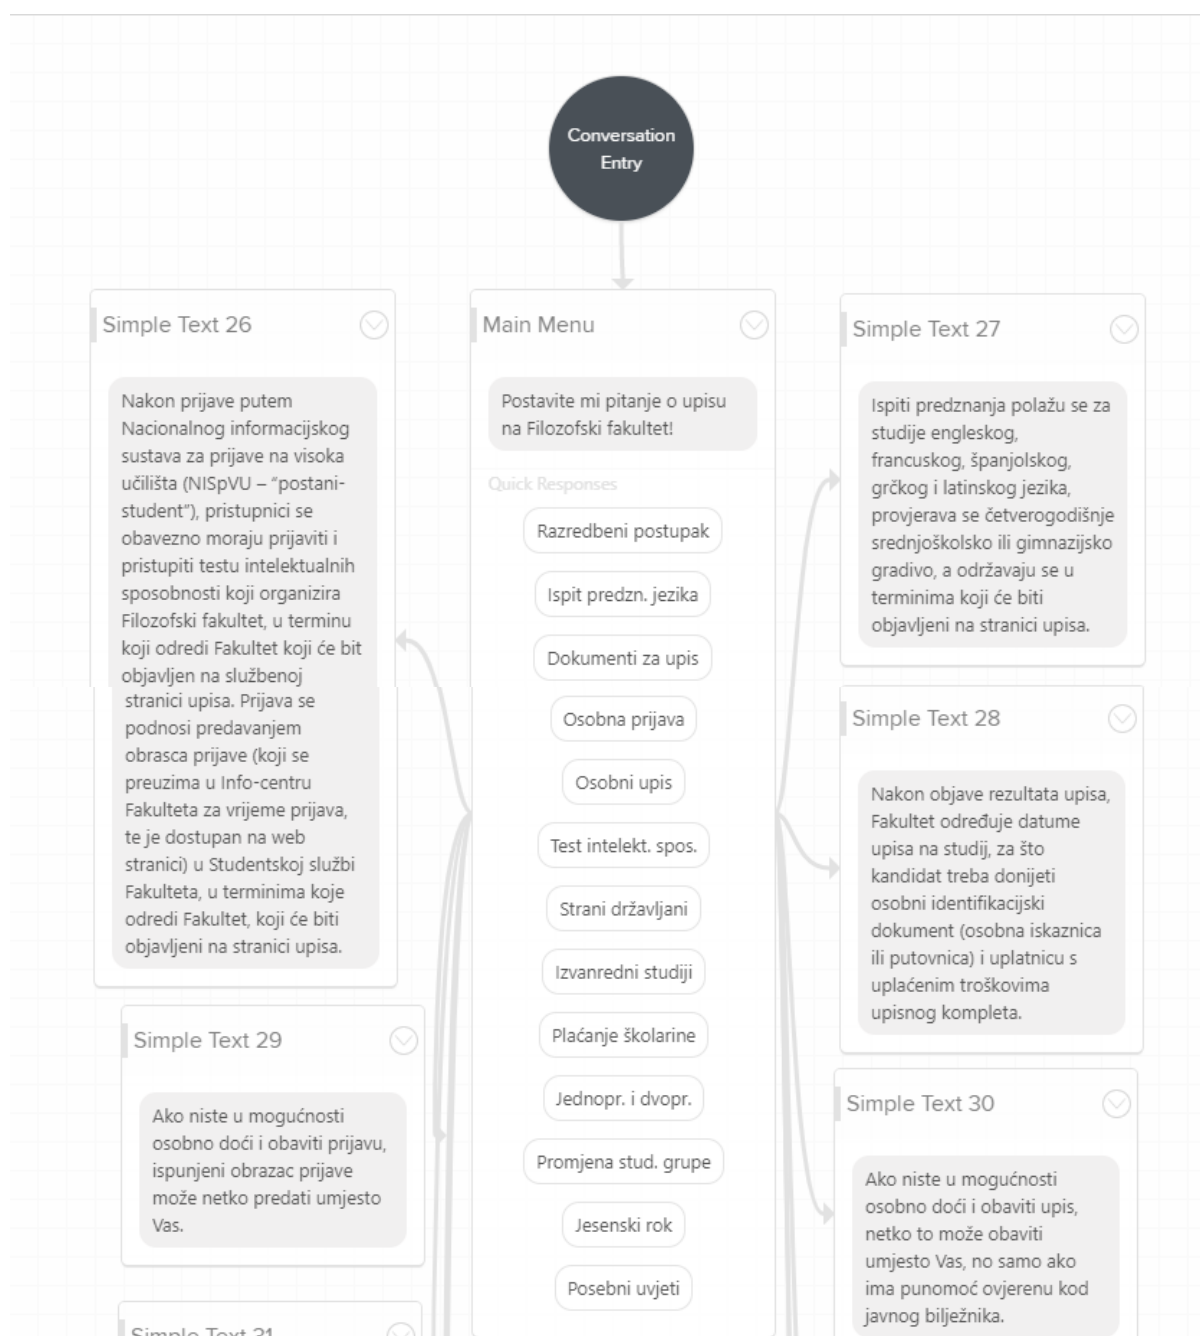 Conversation
Entry
Simple Text 26
Nakon prijave putem
Nacionalnog informacijskog
sustava za prijave na visoka
učilišta (NISpVU – “postani-
student”), pristupnici se
obavezno moraju prijaviti i
pristupiti testu intelektualnih
sposobnosti koji organizira
Filozofski fakultet, u terminu
koji odredi Fakultet koji će bit
objavljen na službenoj
stranici upisa. Prijava se
podnosi predavanjem
obrasca prijave (koji se
preuzima u Info-centru
Fakulteta za vrijeme prijava,
te je dostupan na web
stranici) u Studentskoj službi
Fakulteta, u terminima koje
odredi Fakultet, koji će biti
objavljeni na stranici upisa.
Simple Text 29
Ako niste u mogućnosti
osobno doći i obaviti prijavu,
ispunjeni obrazac prijave
može netko predati umjesto
Vas.
Simple Text 31
Main Menu
Postavite mi pitanje o upisu
na Filozofski fakultet!
Quick Responses
Razredbeni postupak
Ispit predzn. jezika
Dokumenti za upis
Osobna prijava
Osobni upis
Test intelekt. spos.
Strani državljani
Izvanredni studiji
Plaćanje školarine
Jednopr. i dvopr.
Promjena stud. grupe
Jesenski rok
Posebni uvjeti
Simple Text 27
Ispiti predznanja polažu se za
studije engleskog,
francuskog, španjolskog,
grčkog i latinskog jezika,
provjerava se četverogodišnje
srednjoškolsko ili gimnazijsko
gradivo, a održavaju se u
terminima koji će biti
objavljeni na stranici upisa.
Simple Text 28
Nakon objave rezultata upisa,
Fakultet određuje datume
upisa na studij, za što
kandidat treba donijeti
osobni identifikacijski
dokument (osobna iskaznica
ili putovnica) i uplatnicu s
uplaćenim troškovima
upisnog kompleta.
Simple Text 30
Ako niste u mogućnosti
osobno doći i obaviti upis,
netko to može obaviti
umjesto Vas, no samo ako
ima punomoć ovjerenu kod
javnog bilježnika.